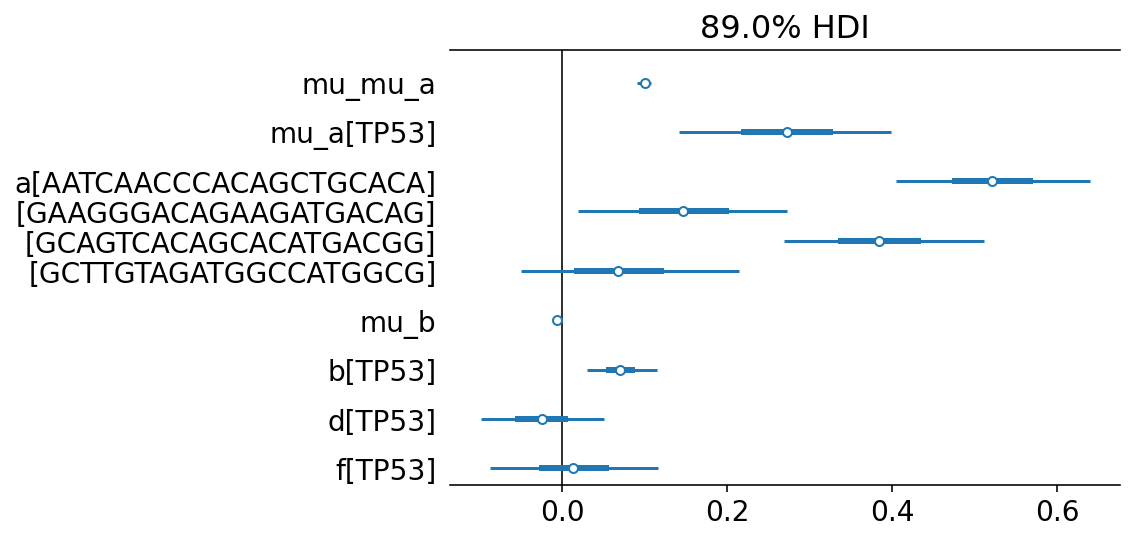 89.0% HDI
mu_mu_a
mu_a[TP53]
a[AATCAACCCACAGCTGCACA]
[GAAGGGACAGAAGATGACAG]
[GCAGTCACAGCACATGACGG]
[GCTTGTAGATGGCCATGGCG]
mu_b
b[TP53]
d[TP53]
f[TP53]
0.0 0.2 0.4 0.6